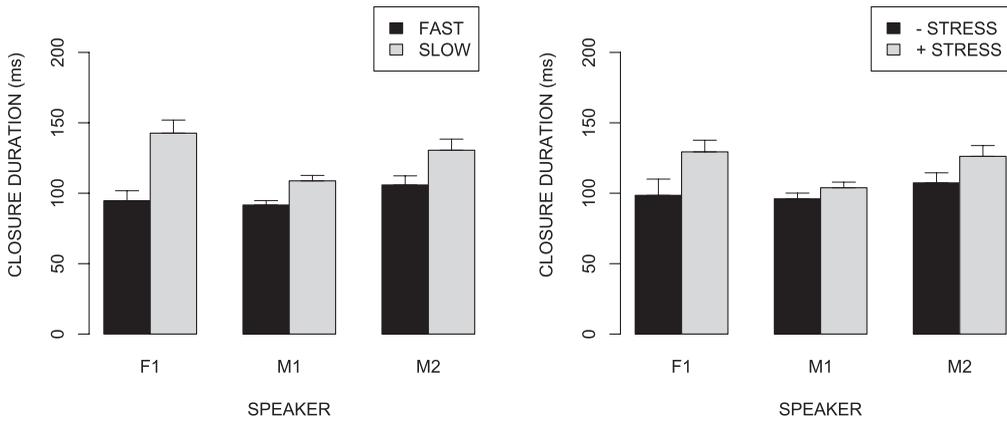 FAST
SLOW
CLOSURE DURATION (ms)
200
150
100
50
0
F1 M1 M2
SPEAKER
- STRESS
+ STRESS
CLOSURE DURATION (ms)
200
150
100
50
0
F1 M1 M2
SPEAKER